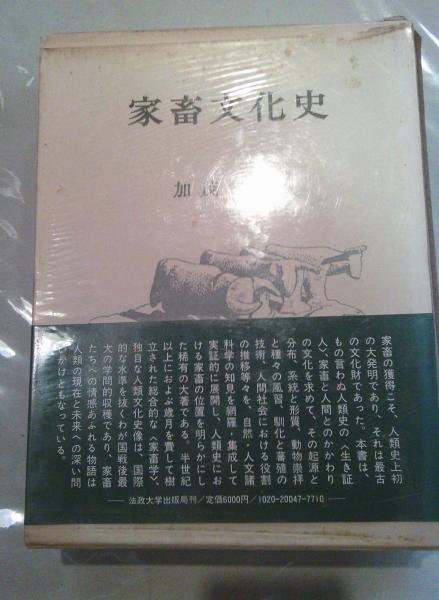 家畜文化史
加茂
家畜の獲得こそ、人類史上初
の大発明であり、それは最古
の文化財であった。本書は、
もの言わぬ人類史の〈生き証
人〉家畜と人間とのかかわり
の文化を求めて、その起源と
分布、系統と形質、動物崇拝
と種々の風習、馴化と蕃殖の
技術、人間社会における役割
の推移等々を、自然・人文諸
科学の知見を網羅・集成して
実証的に展開し、人類史にお
ける家畜の位置を明らかにし
た稀有の大著である。半世紀
以上におよぶ歳月を費して樹
立された総合的な〈家畜学〉、
独自な人類文化史像は、国際
的な水準を抜くわが国戦後最
大の学問的収穫であり、家畜
たちへの情感あふれる物語は
人類の現在と未来への深い問
いかけともなっている。
法政大学出版局刊/定価6000円/1020-20047-7710